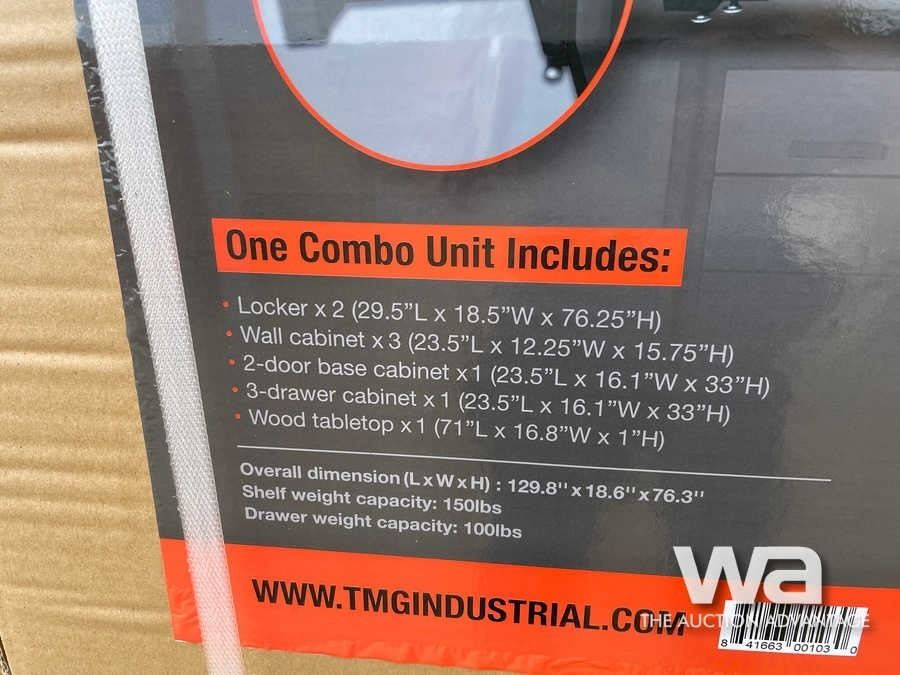 One Combo Unit Includes:
• Locker x 2 (29.5”L x 18.5”W x 76.25”H)
• Wall cabinet x 3 (23.5”L x 12.25”W x 15.75”H)
• 2-door base cabinet x 1 (23.5”L x 16.1”W x 33”H)
• 3-drawer cabinet x 1 (23.5”L x 16.1”W x 33”H)
• Wood tabletop x 1 (71”L x 16.8”W x 1”H)
Overall dimension (L x W x H) : 129.8'' x 18.6'' x 76.3''
Shelf weight capacity: 150lbs
Drawer weight capacity: 100lbs
WWW.TMGINDUSTRIAL.COM
wa
THE AUCTION ADVANTAGE
8 41663 00103 0